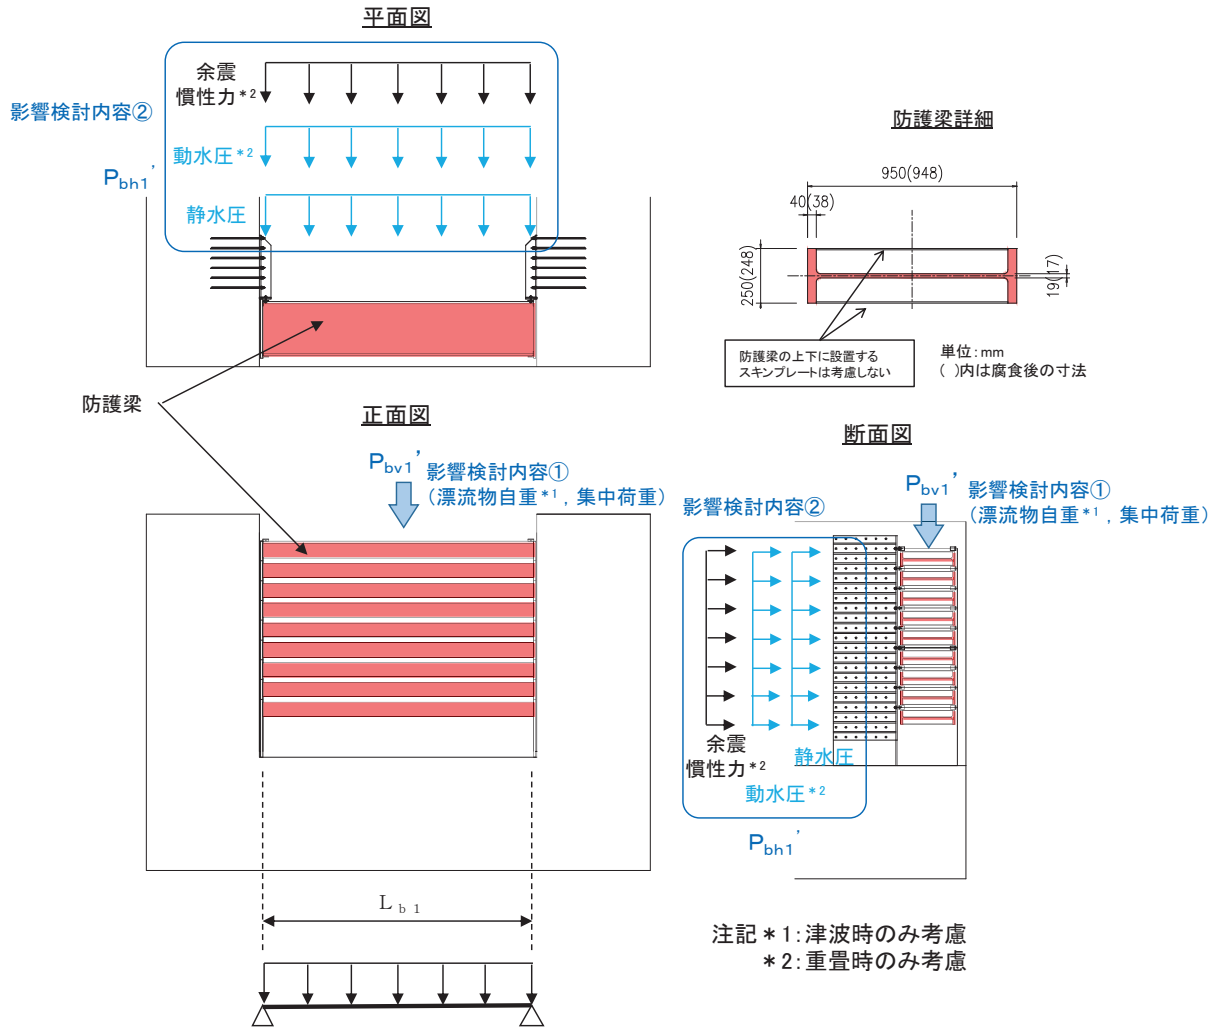 平面図
余震
慣性力*2
影響検討内容②
動水圧*2
Pbh1'
静水圧
防護梁詳細
950(948)
40(38)
250(248)
19(17)
防護梁の上下に設置する
スキンプレートは考慮しない
単位:mm
( )内は腐食後の寸法
防護梁
正面図
Pbv1'
影響検討内容①
(漂流物自重*1, 集中荷重)
断面図
Pbv1'
影響検討内容①
(漂流物自重*1, 集中荷重)
影響検討内容②
余震
慣性力*2
静水圧
動水圧*2
Pbh1'
Lb1
注記*1:津波時のみ考慮
*2:重畳時のみ考慮